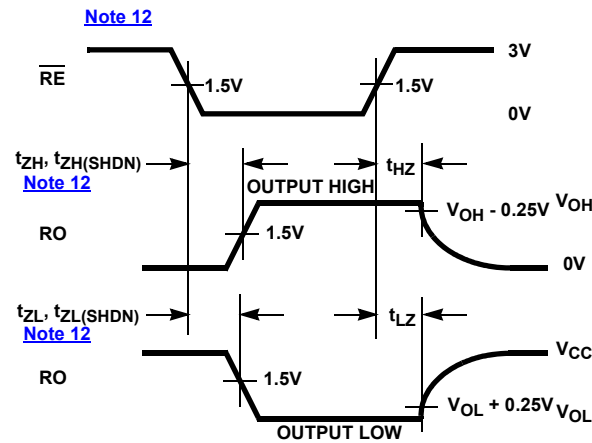 Note 12
RE
3V
1.5V
1.5V
0V
tZH, tZH(SHDN)
Note 12
tHZ
OUTPUT HIGH
VOH
VOH - 0.25V
RO
1.5V
0V
tZL, tZL(SHDN)
Note 12
tLZ
VCC
RO
1.5V
VOL + 0.25V
VOL
OUTPUT LOW